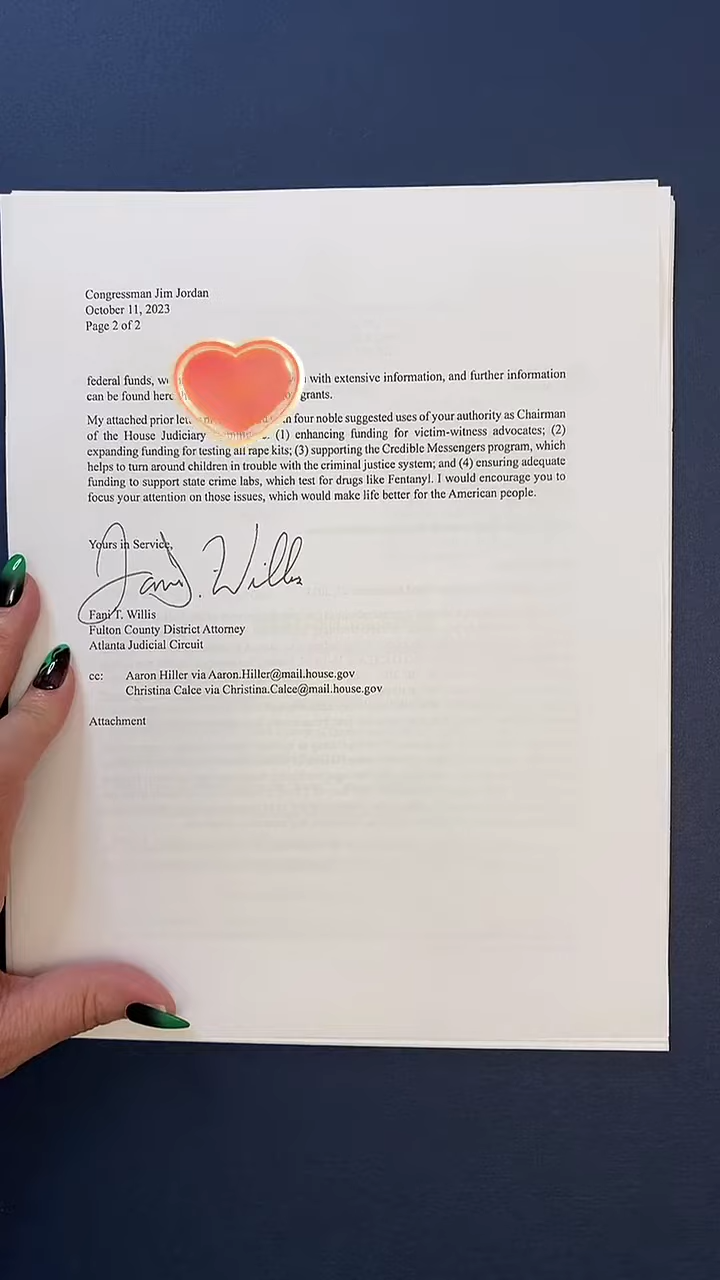 Congressman Jim Jordan
October 11, 2023
Page 2 of 2
federal funds, with extensive information, and further information
can be found here grants.
My attached prior four noble suggested uses of your authority as Chairman
of the House Judiciary (1) enhancing funding for victim-witness advocates; (2)
expanding funding for testing all rape kits; (3) supporting the Credible Messengers program, which
helps to turn around children in trouble with the criminal justice system; and (4) ensuring adequate
funding to support state crime labs, which test for drugs like Fentanyl. I would encourage you to
focus your attention on those issues, which would make life better for the American people.
Yours in Service,
Fani T. Willis
Fani T. Willis
Fulton County District Attorney
Atlanta Judicial Circuit
cc: Aaron Hiller via Aaron.Hiller@mail.house.gov
Christina Calce via Christina.Calce@mail.house.gov
Attachment